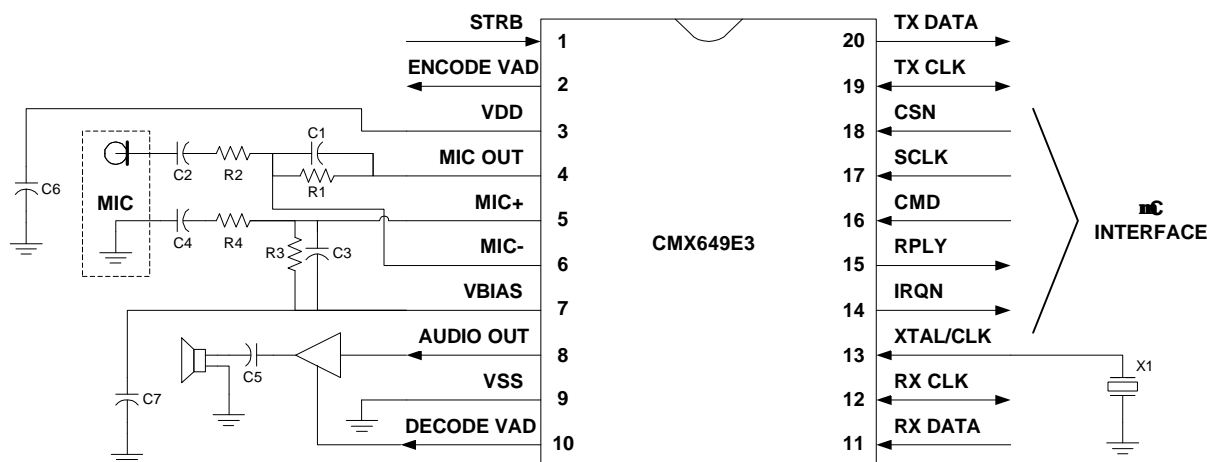 STRB
1
ENCODE VAD
2
VDD
3
MIC OUT
4
MIC+
5
MIC-
6
VBIAS
7
AUDIO OUT
8
VSS
9
DECODE VAD
10
CMX649E3
TX DATA
20
TX CLK
19
CSN
18
SCLK
17
CMD
16
RPLY
15
IRQN
14
XTAL/CLK
13
RX CLK
12
RX DATA
11
INTERFACE
X1
MIC
C1
C2
R2
R1
C6
C4
R4
R3
C3
C5
C7